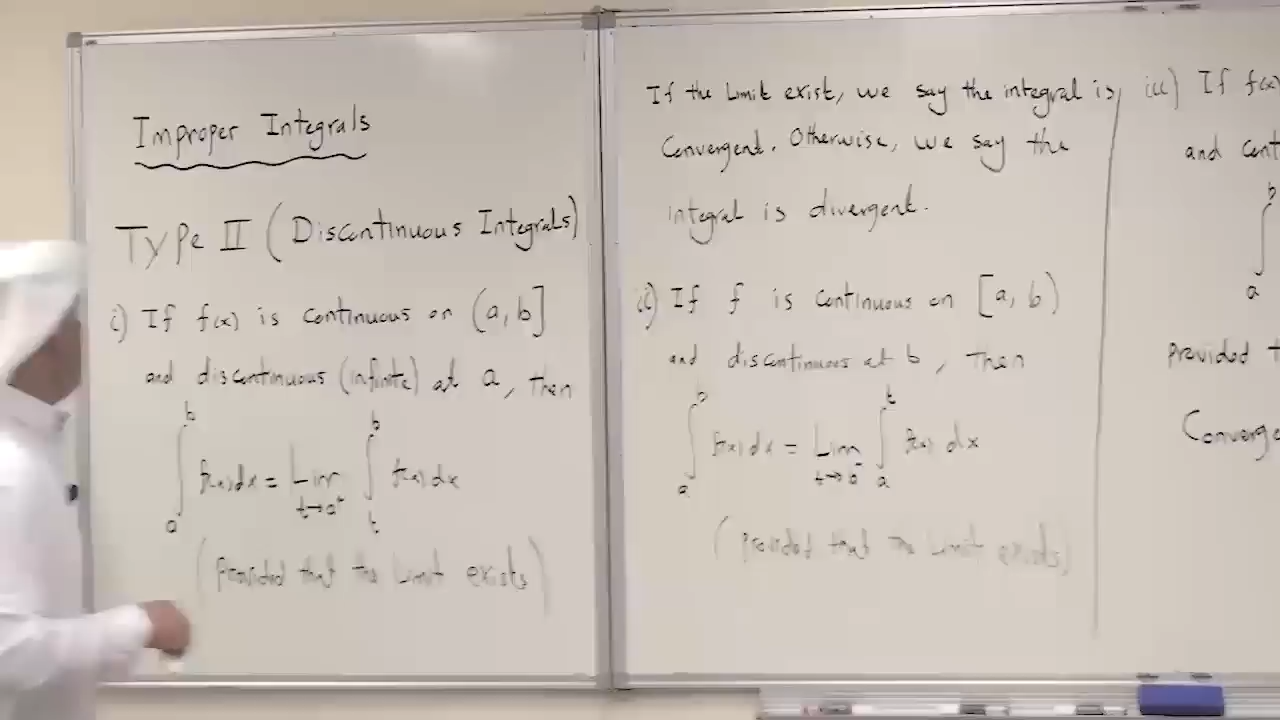 Improper Integrals
Type II (Discontinuous Integrals)
i) If f(x) is continuous on (a, b]
and discontinuous (infinite) at a, then
∫_a^b f(x) dx = Lim_{t→a⁺} ∫_t^b f(x) dx
(provided that the Limit exists)
If the Limit exist, we say the integral is
Convergent. Otherwise, we say the
integral is divergent.
ii) If f is continuous on [a, b)
and discontinuous at b, Then
∫_a^b f(x) dx = Lim_{t→b⁻} ∫_a^t f(x) dx
(provided that the Limit exists)
iii) If f(x)
and cont
∫_a^b
provided t
Converge